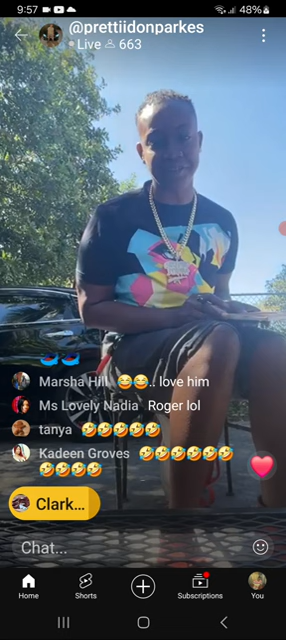 9:57
48%
@prettiidonparkes
Live 663
Marsha Hill 😂😂.. love him
Ms Lovely Nadia Roger lol
tanya 🤣🤣🤣🤣🤣
Kadeen Groves 🤣🤣🤣🤣🤣🤣
🤣🤣🤣🤣
Clark...
Chat...
Home Shorts Subscriptions You